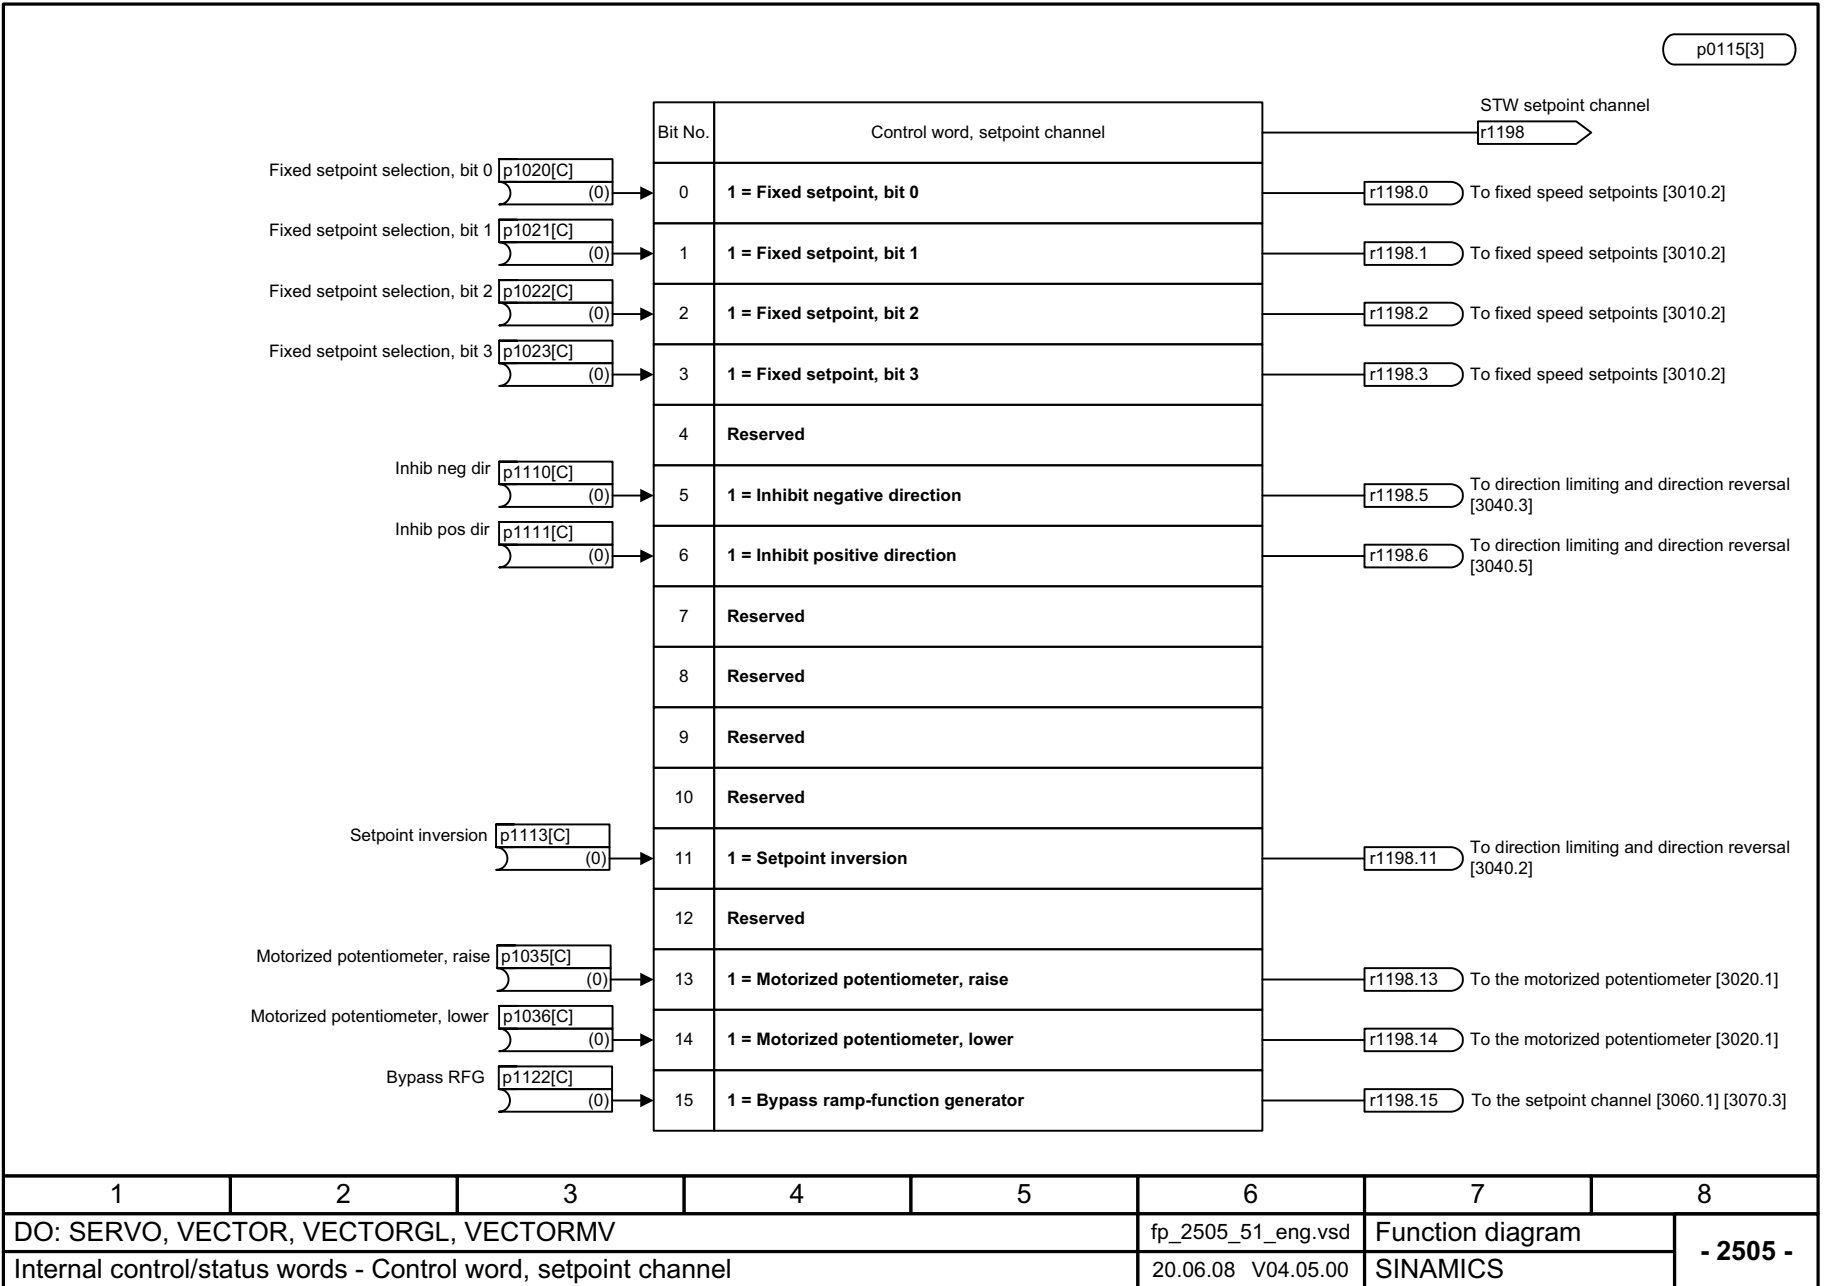 p0115[3]
STW setpoint channel
Bit No. Control word, setpoint channel r1198
Fixed setpoint selection, bit 0 p1020[C]
(0) 0 1 = Fixed setpoint, bit 0 r1198.0 To fixed speed setpoints [3010.2]
Fixed setpoint selection, bit 1 p1021[C]
(0) 1 1 = Fixed setpoint, bit 1 r1198.1 To fixed speed setpoints [3010.2]
Fixed setpoint selection, bit 2 p1022[C]
(0) 2 1 = Fixed setpoint, bit 2 r1198.2 To fixed speed setpoints [3010.2]
Fixed setpoint selection, bit 3 p1023[C]
(0) 3 1 = Fixed setpoint, bit 3 r1198.3 To fixed speed setpoints [3010.2]
4 Reserved
Inhib neg dir p1110[C]
(0) 5 1 = Inhibit negative direction r1198.5 To direction limiting and direction reversal
[3040.3]
Inhib pos dir p1111[C]
(0) 6 1 = Inhibit positive direction r1198.6 To direction limiting and direction reversal
[3040.5]
7 Reserved
8 Reserved
9 Reserved
10 Reserved
Setpoint inversion p1113[C]
(0) 11 1 = Setpoint inversion r1198.11 To direction limiting and direction reversal
[3040.2]
12 Reserved
Motorized potentiometer, raise p1035[C]
(0) 13 1 = Motorized potentiometer, raise r1198.13 To the motorized potentiometer [3020.1]
Motorized potentiometer, lower p1036[C]
(0) 14 1 = Motorized potentiometer, lower r1198.14 To the motorized potentiometer [3020.1]
Bypass RFG p1122[C]
(0) 15 1 = Bypass ramp-function generator r1198.15 To the setpoint channel [3060.1] [3070.3]
1 2 3 4 5 6 7 8
DO: SERVO, VECTOR, VECTORGL, VECTORMV fp_2505_51_eng.vsd Function diagram - 2505 -
Internal control/status words - Control word, setpoint channel 20.06.08 V04.05.00 SINAMICS